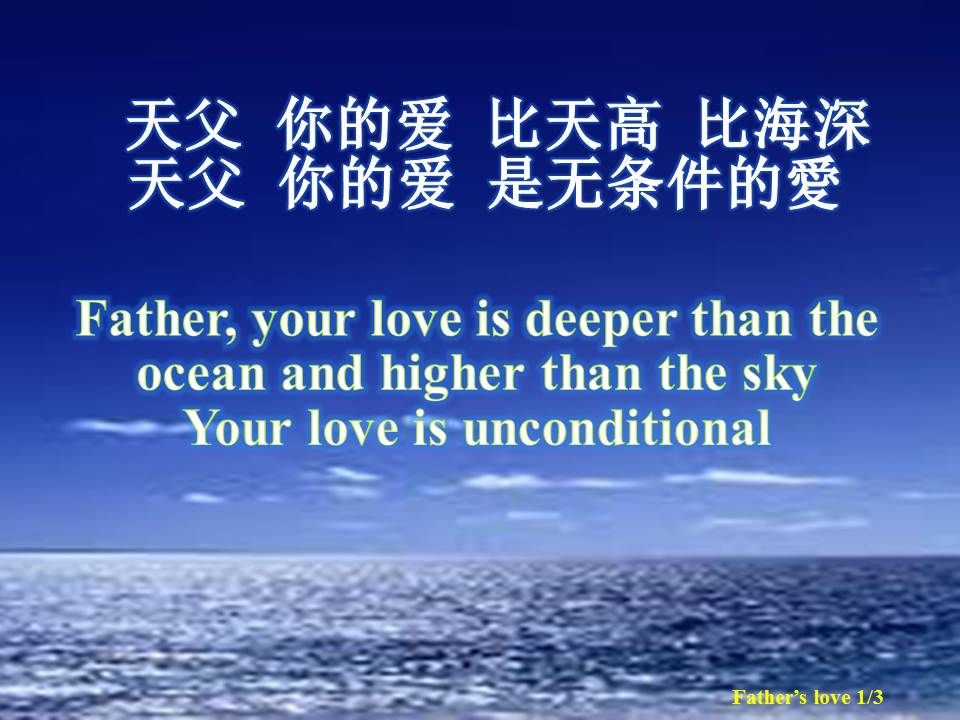 天父 你的爱 比天高 比海深
天父 你的爱 是无条件的愛
Father, your love is deeper than the
ocean and higher than the sky
Your love is unconditional
Father’s love 1/3